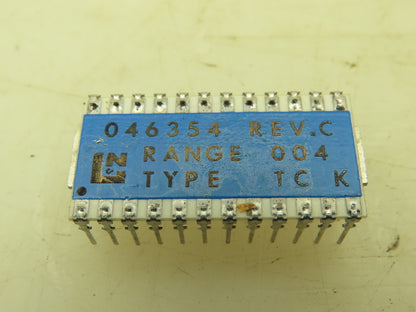 046354 REV.C
RANGE 004
TYPE TC K